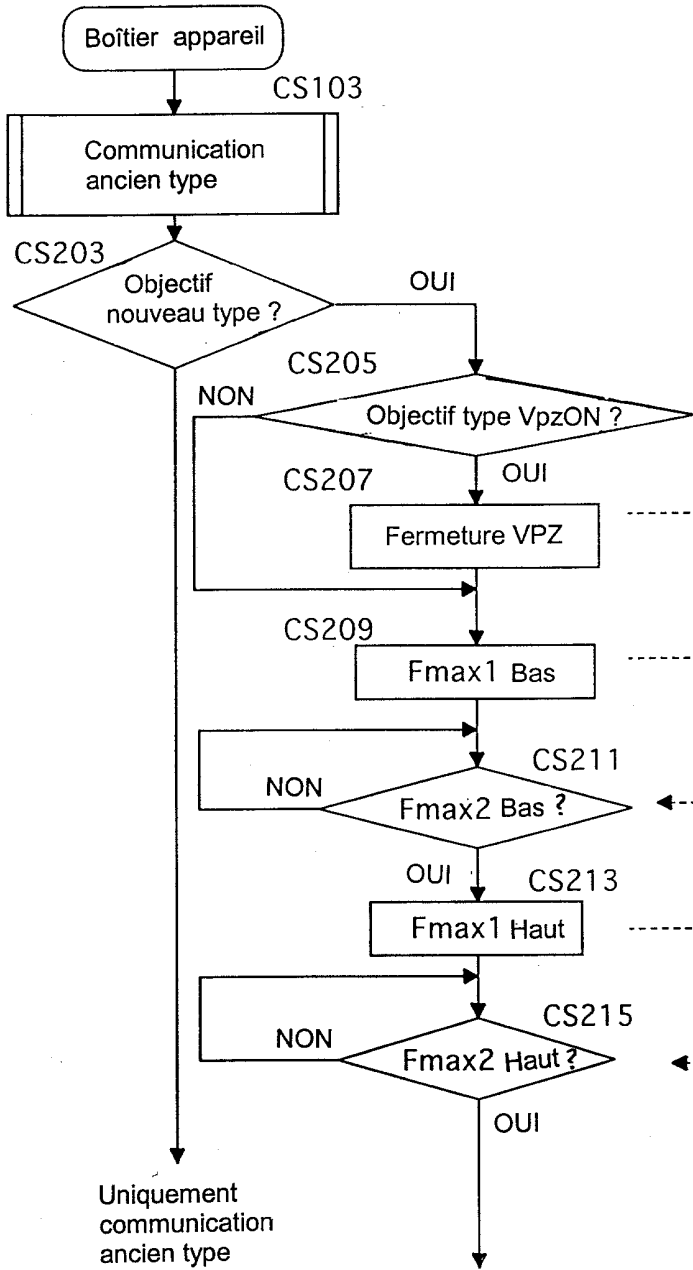 Boîtier appareil
CS103
Communication
ancien type
CS203
Objectif
nouveau type ?
OUI
CS205
NON
Objectif type VpzON ?
OUI
CS207
Fermeture VPZ
CS209
Fmax1 Bas
CS211
NON
Fmax2 Bas ?
OUI
CS213
Fmax1 Haut
CS215
NON
Fmax2 Haut ?
OUI
Uniquement
communication
ancien type